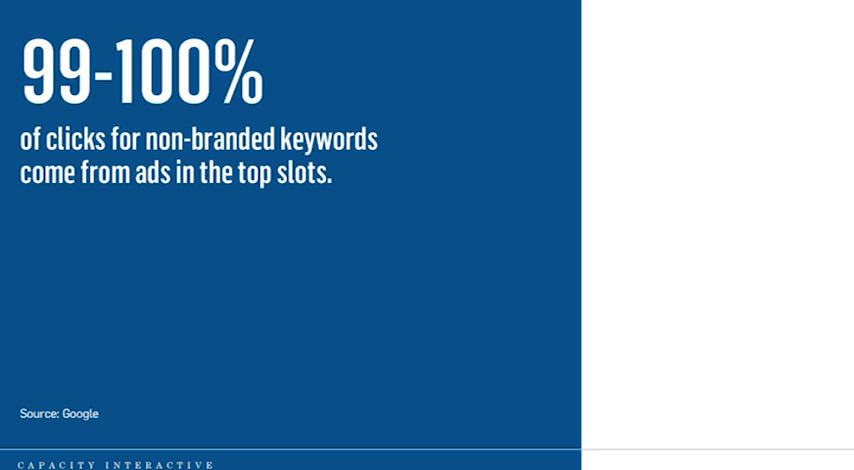 99-100%
of clicks for non-branded keywords
come from ads in the top slots.
Source: Google
CAPACITY INTERACTIVE